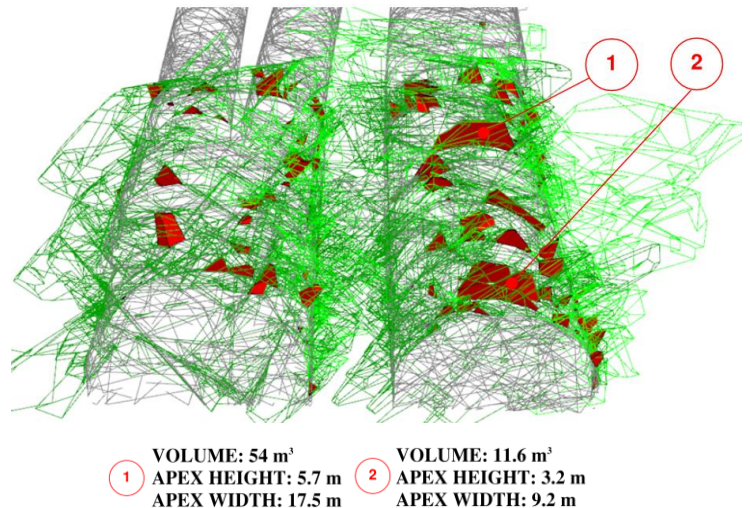 1
2
1
VOLUME: 54 m³
APEX HEIGHT: 5.7 m
APEX WIDTH: 17.5 m
2
VOLUME: 11.6 m³
APEX HEIGHT: 3.2 m
APEX WIDTH: 9.2 m